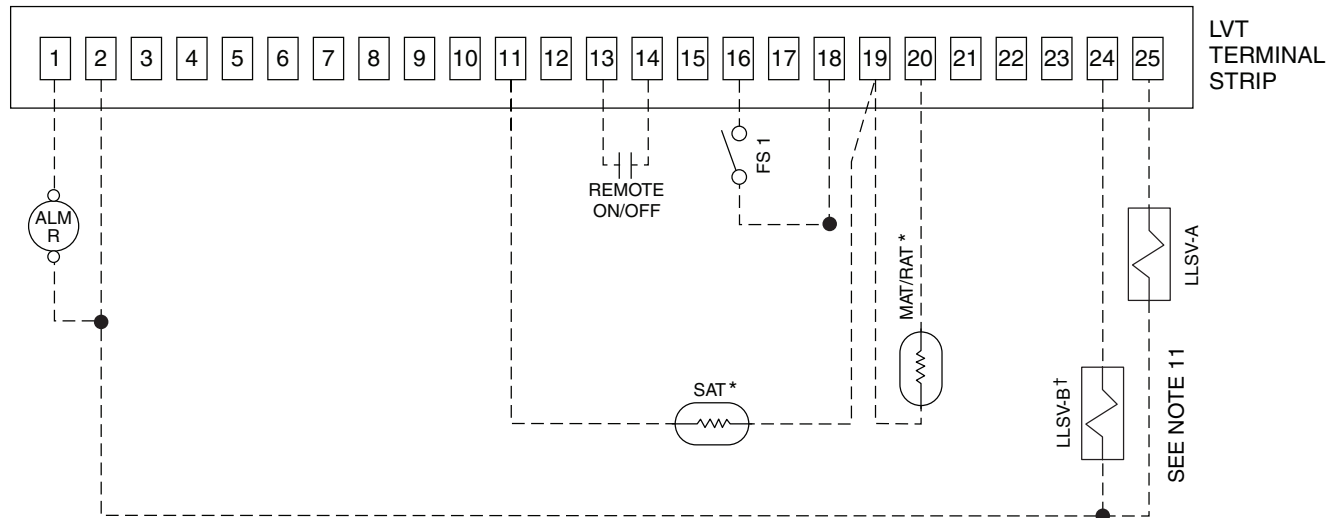 1 2 3 4 5 6 7 8 9 10 11 12 13 14 15 16 17 18 19 20 21 22 23 24 25
LVT
TERMINAL
STRIP
ALM
R
REMOTE
ON/OFF
FS 1
MAT/RAT *
SAT *
LLSV-A
LLSV-B†
SEE NOTE 11